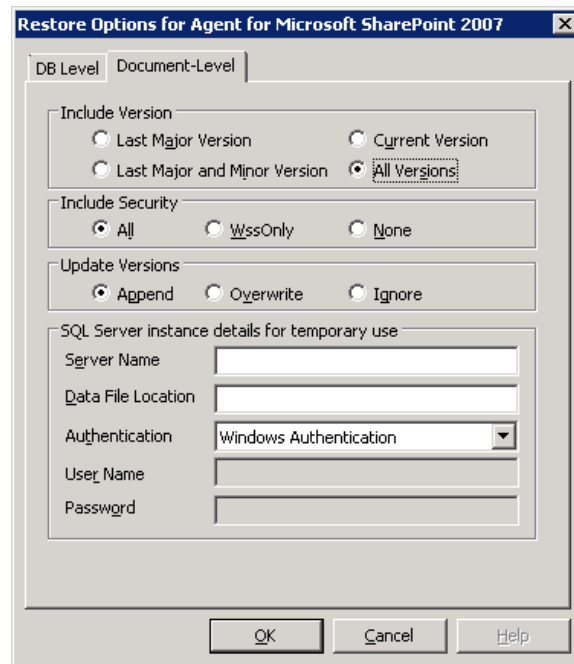 Restore Options for Agent for Microsoft SharePoint 2007
DB Level Document-Level
Include Version
Last Major Version Current Version
Last Major and Minor Version All Versions
Include Security
All WssOnly None
Update Versions
Append Overwrite Ignore
SQL Server instance details for temporary use
Server Name
Data File Location
Authentication Windows Authentication
User Name
Password
OK Cancel Help